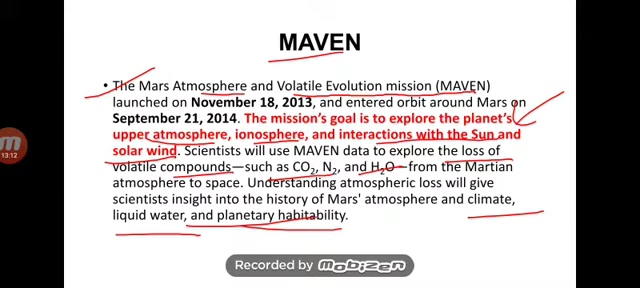 MAVEN
• The Mars Atmosphere and Volatile Evolution mission (MAVEN)
launched on November 18, 2013, and entered orbit around Mars on
September 21, 2014. The mission's goal is to explore the planet's
upper atmosphere, ionosphere, and interactions with the Sun and
solar wind. Scientists will use MAVEN data to explore the loss of
volatile compounds—such as CO₂, N₂, and H₂O—from the Martian
atmosphere to space. Understanding atmospheric loss will give
scientists insight into the history of Mars' atmosphere and climate,
liquid water, and planetary habitability.
13:12
Recorded by mobizen